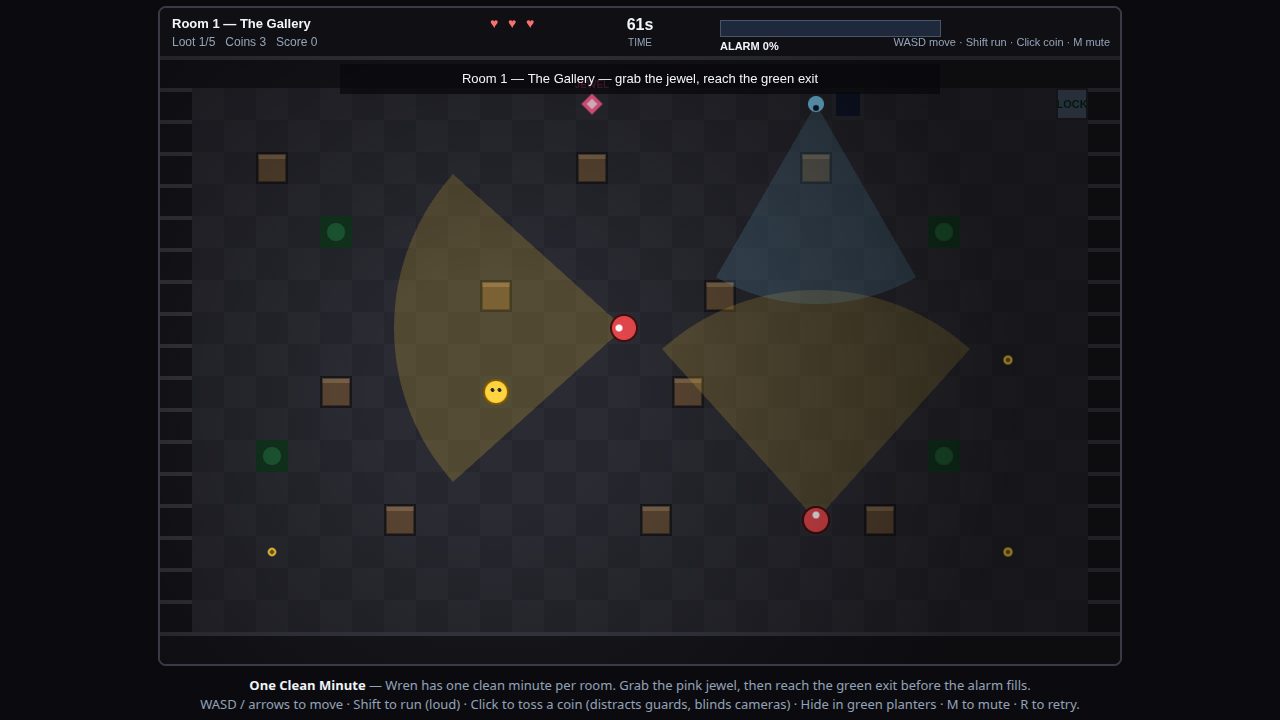 Room 1 — The Gallery
♥ ♥ ♥
61s
Loot 1/5 Coins 3 Score 0
TIME
ALARM 0%
WASD move · Shift run · Click coin · M mute
Room 1 — The Gallery — grab the jewel, reach the green exit
JEWEL
LOCK
One Clean Minute — Wren has one clean minute per room. Grab the pink jewel, then reach the green exit before the alarm fills.
WASD / arrows to move · Shift to run (loud) · Click to toss a coin (distracts guards, blinds cameras) · Hide in green planters · M to mute · R to retry.